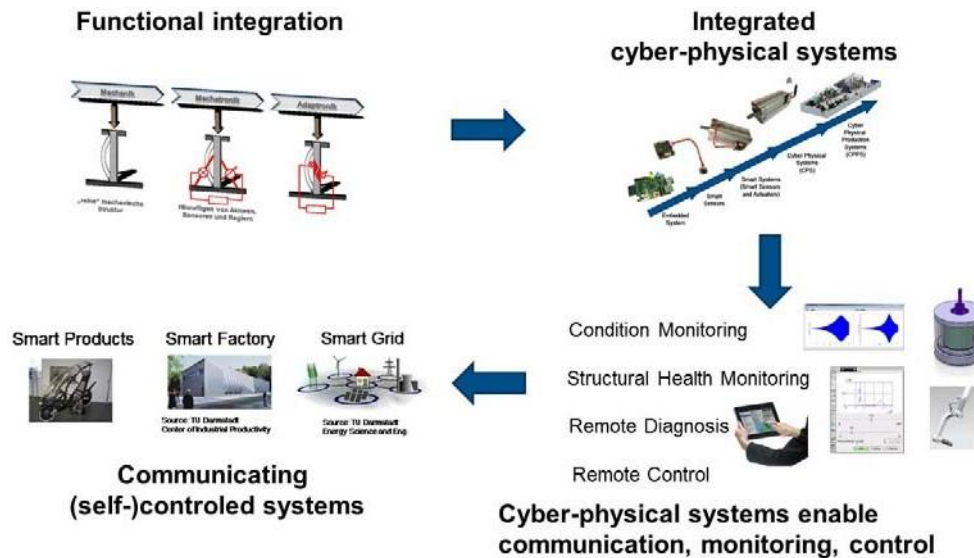 Functional integration
Mechanik
Mechatronik
Adaptronik
„reine“ mechanische
Struktur
Hinzufügen von Aktoren,
Sensoren und Reglern
Integrated
cyber-physical systems
Embedded
System
Smart
Sensors
Smart Systems
(Smart Sensors
and Actuators)
Cyber Physical
Systems
(CPS)
Cyber
Physical
Production
Systems
(CPPS)
Condition Monitoring
Structural Health Monitoring
Remote Diagnosis
Remote Control
Cyber-physical systems enable
communication, monitoring, control
Smart Products
Smart Factory
Smart Grid
Source: TU Darmstadt
Center of Industrial Productivity
Source: TU Darmstadt
Energy Science and Eng.
Communicating
(self-)controled systems